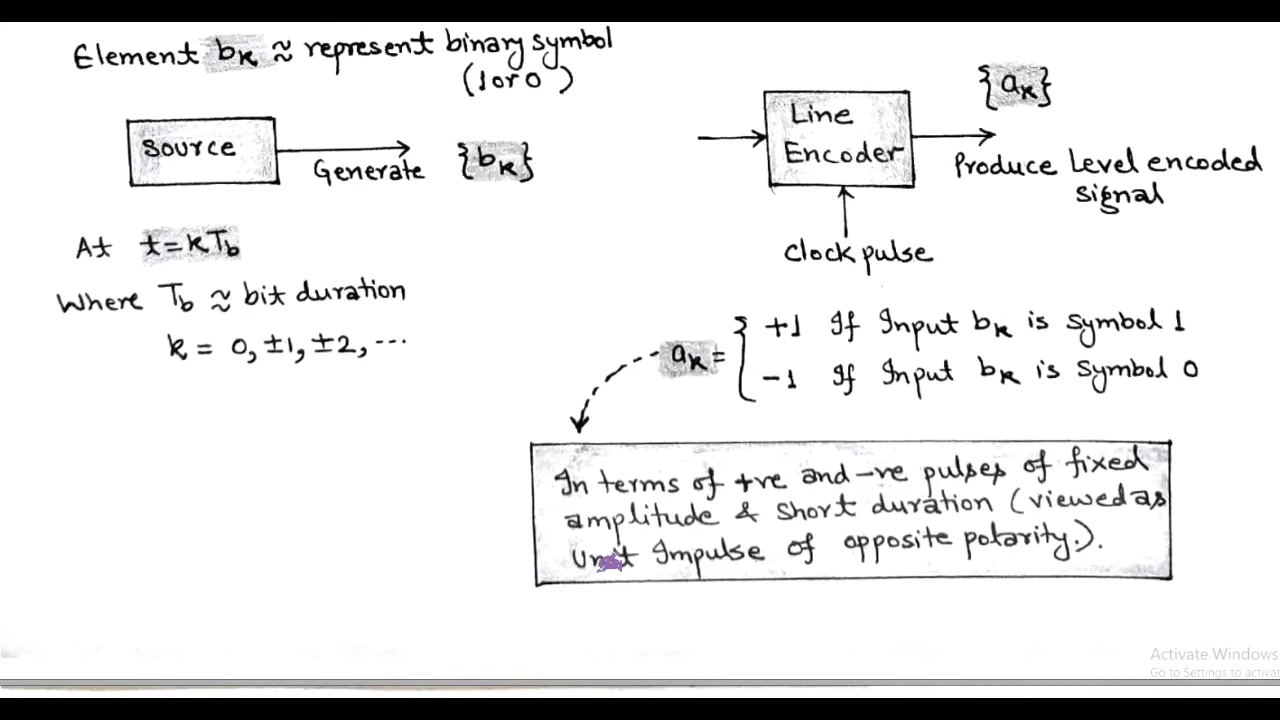 Element bₖ ≈ represent binary symbol
(1 or 0)
Source
Generate
{bₖ}
At t = kT_b
Where T_b ≈ bit duration
k = 0, ±1, ±2, ...
Line
Encoder
{aₖ}
Produce Level encoded
signal
Clock pulse
aₖ = { +1 If Input bₖ is symbol 1
-1 If Input bₖ is symbol 0
In terms of +ve and -ve pulses of fixed
amplitude & short duration (viewed as
Unit Impulse of opposite polarity.).
Activate Windows
Go to Settings to activat